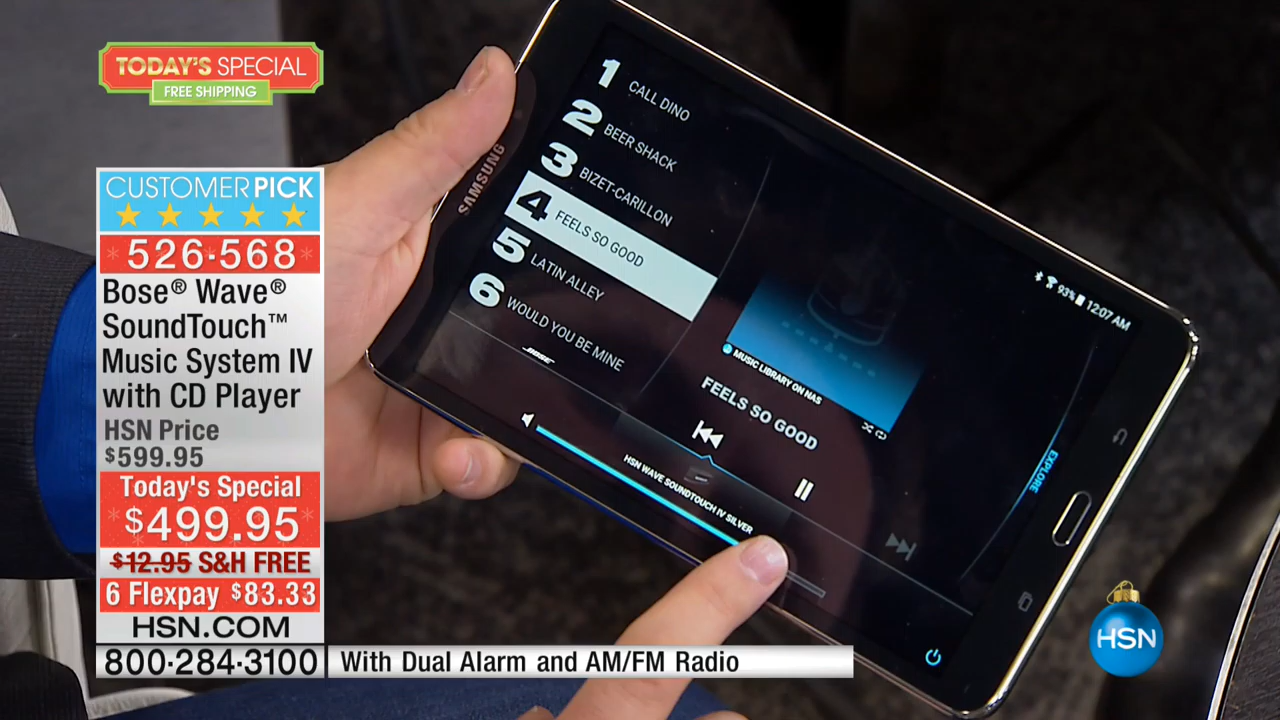 TODAY'S SPECIAL
FREE SHIPPING
CUSTOMER PICK
526-568
Bose® Wave®
SoundTouch™
Music System IV
with CD Player
HSN Price
$599.95
Today's Special
$499.95
$12.95 S&H FREE
6 Flexpay $83.33
HSN.COM
800-284-3100
With Dual Alarm and AM/FM Radio
SAMSUNG
1 CALL DINO
2 BEER SHACK
3 BIZET-CARILLON
4 FEELS SO GOOD
5 LATIN ALLEY
6 WOULD YOU BE MINE
BOSE
93% 12:07 AM
MUSIC LIBRARY ON NAS
FEELS SO GOOD
HSN WAVE SOUNDTOUCH IV SILVER
EXPLORE
HSN